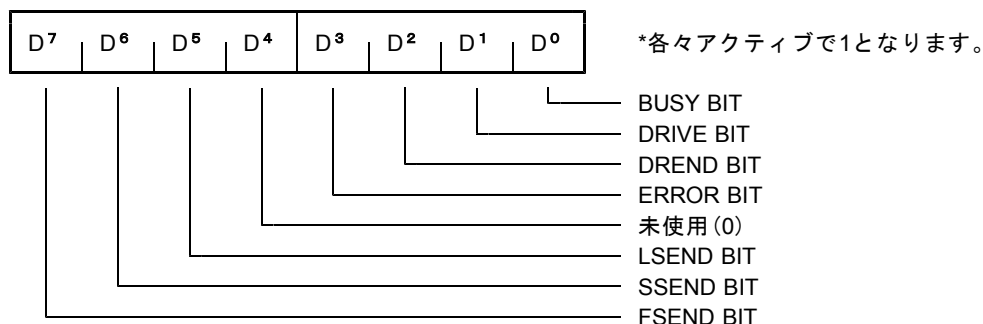 D⁷ D⁶ D⁵ D⁴ D³ D² D¹ D⁰ *各々アクティブで1となります。
BUSY BIT
DRIVE BIT
DREND BIT
ERROR BIT
未使用(0)
LSEND BIT
SSEND BIT
FSEND BIT